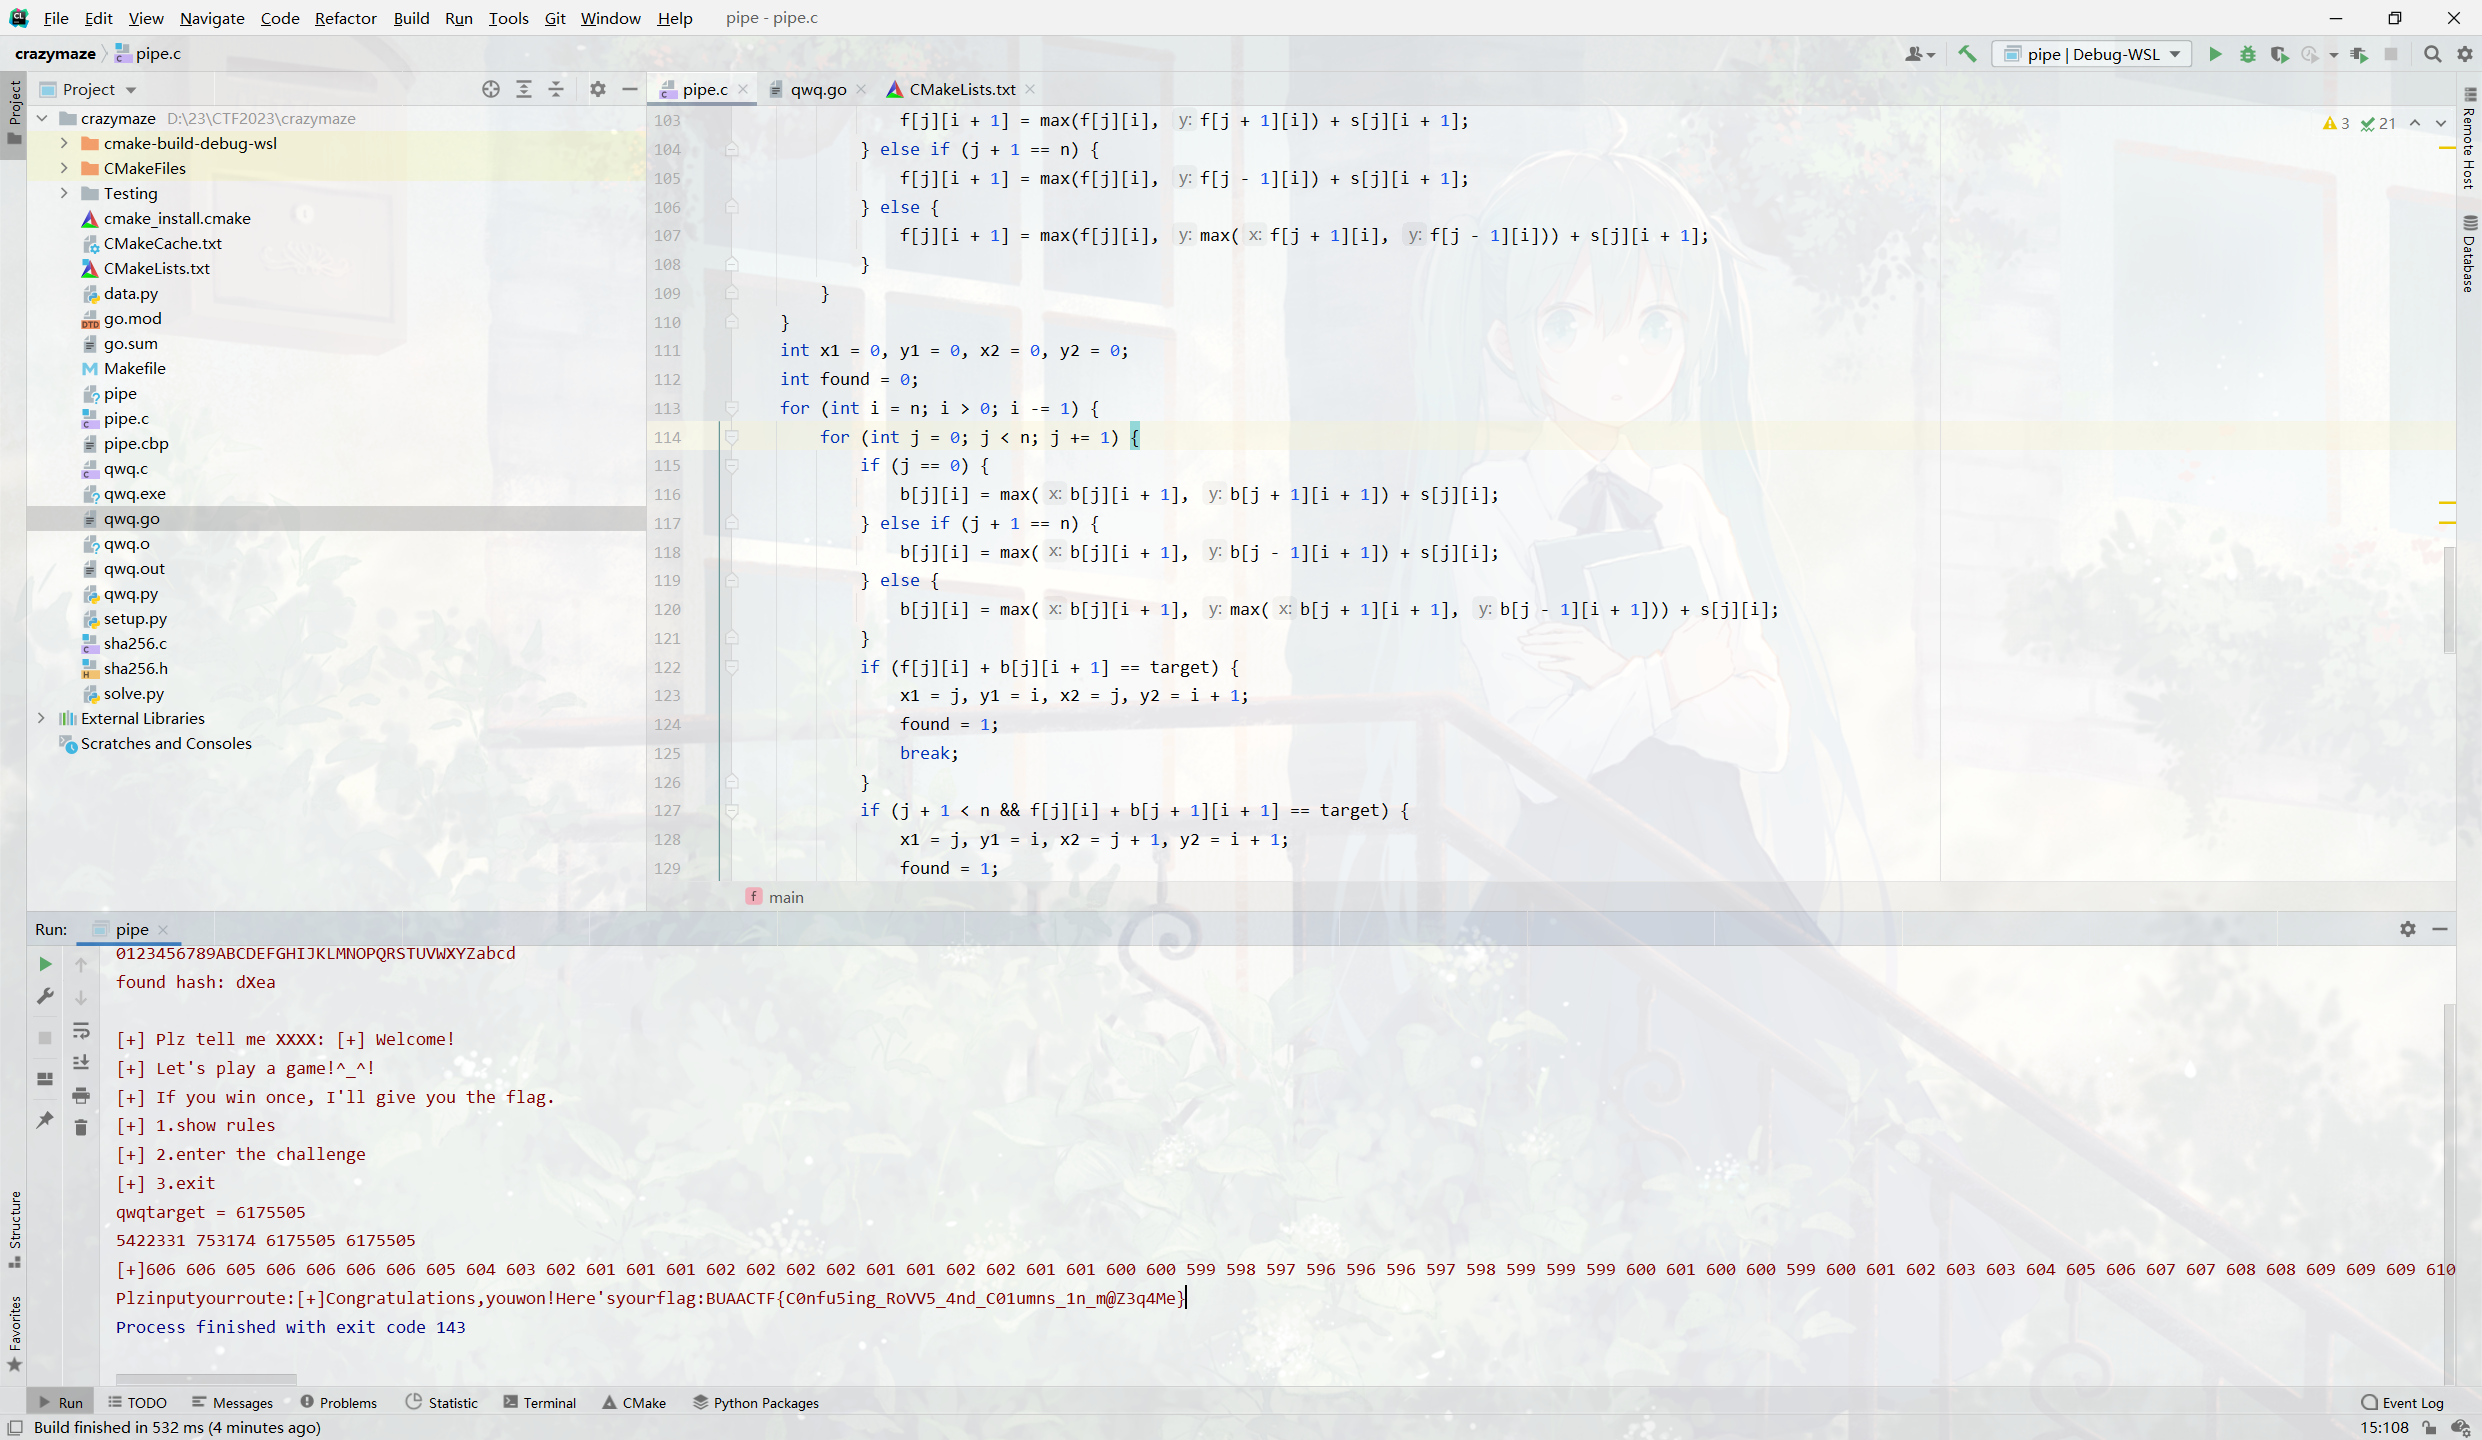 File Edit View Navigate Code Refactor Build Run Tools Git Window Help pipe - pipe.c
crazymaze pipe.c
pipe | Debug-WSL
Project
Project
pipe.c qwq.go CMakeLists.txt
crazymaze D:\23\CTF2023\crazymaze
cmake-build-debug-wsl
CMakeFiles
Testing
cmake_install.cmake
CMakeCache.txt
CMakeLists.txt
data.py
go.mod
go.sum
Makefile
pipe
pipe.c
pipe.cbp
qwq.c
qwq.exe
qwq.go
qwq.o
qwq.out
qwq.py
setup.py
sha256.c
sha256.h
solve.py
External Libraries
Scratches and Consoles
3 21
103 f[j][i + 1] = max(f[j][i], y: f[j + 1][i]) + s[j][i + 1];
104 } else if (j + 1 == n) {
105 f[j][i + 1] = max(f[j][i], y: f[j - 1][i]) + s[j][i + 1];
106 } else {
107 f[j][i + 1] = max(f[j][i], y: max( x: f[j + 1][i], y: f[j - 1][i])) + s[j][i + 1];
108 }
109 }
110 }
111 int x1 = 0, y1 = 0, x2 = 0, y2 = 0;
112 int found = 0;
113 for (int i = n; i > 0; i -= 1) {
114 for (int j = 0; j < n; j += 1) {
115 if (j == 0) {
116 b[j][i] = max( x: b[j][i + 1], y: b[j + 1][i + 1]) + s[j][i];
117 } else if (j + 1 == n) {
118 b[j][i] = max( x: b[j][i + 1], y: b[j - 1][i + 1]) + s[j][i];
119 } else {
120 b[j][i] = max( x: b[j][i + 1], y: max( x: b[j + 1][i + 1], y: b[j - 1][i + 1])) + s[j][i];
121 }
122 if (f[j][i] + b[j][i + 1] == target) {
123 x1 = j, y1 = i, x2 = j, y2 = i + 1;
124 found = 1;
125 break;
126 }
127 if (j + 1 < n && f[j][i] + b[j + 1][i + 1] == target) {
128 x1 = j, y1 = i, x2 = j + 1, y2 = i + 1;
129 found = 1;
f main
Remote Host
Database
Run: pipe
0123456789ABCDEFGHIJKLMNOPQRSTUVWXYZabcd
found hash: dXea
[+] Plz tell me XXXX: [+] Welcome!
[+] Let's play a game!^_^!
[+] If you win once, I'll give you the flag.
[+] 1.show rules
[+] 2.enter the challenge
[+] 3.exit
qwqtarget = 6175505
5422331 753174 6175505 6175505
[+]606 606 605 606 606 606 606 605 604 603 602 601 601 601 602 602 602 602 601 601 602 602 601 601 600 600 599 598 597 596 596 596 597 598 599 599 599 600 601 600 600 599 600 601 602 603 603 604 605 606 607 607 608 608 609 609 609 610
Plzinputyourroute:[+]Congratulations,youwon!Here'syourflag:BUAACTF{C0nfu5ing_RoVV5_4nd_C01umns_1n_m@Z3q4Me}
Process finished with exit code 143
Structure
Favorites
Run TODO Messages Problems Statistic Terminal CMake Python Packages Event Log
Build finished in 532 ms (4 minutes ago) 15:108